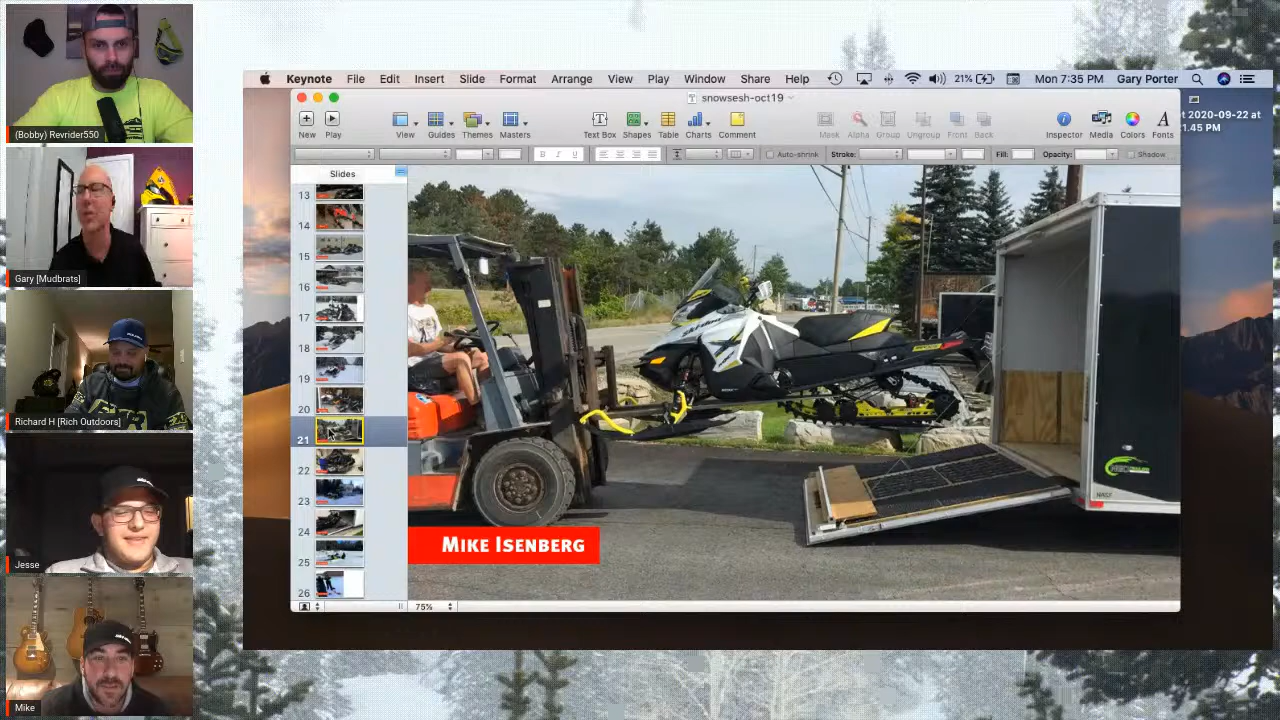 (Bobby) Revrider550
Gary [Mudbrats]
Richard H [Rich Outdoors]
Jesse
Mike
Keynote File Edit Insert Slide Format Arrange View Play Window Share Help 21% Mon 7:35 PM Gary Porter
snowsesh-oct19
New Play View Guides Themes Masters Text Box Shapes Table Charts Comment Mask Alpha Group Ungroup Front Back Inspector Media Colors Fonts
B I U Auto-shrink Stroke: Fill: Opacity: Shadow
Slides
13
14
15
16
17
18
19
20
21
22
23
24
25
26
75%
MIKE ISENBERG
2020-09-22 at
1.45 PM